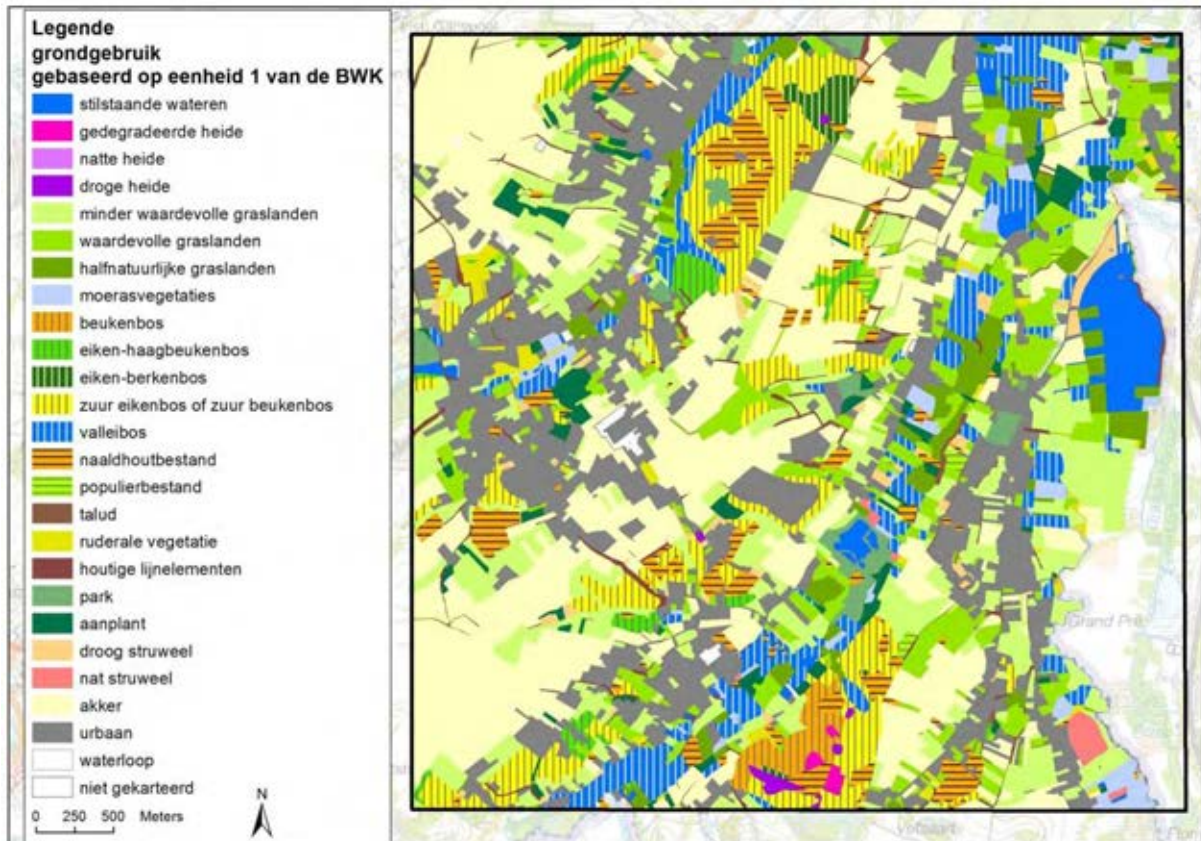 Legende
grondgebruik
gebaseerd op eenheid 1 van de BWK
stilstaande wateren
gedegradeerde heide
natte heide
droge heide
minder waardevolle graslanden
waardevolle graslanden
halfnatuurlijke graslanden
moerasvegetaties
beukenbos
eiken-haagbeukenbos
eiken-berkenbos
zuur eikenbos of zuur beukenbos
valleibos
naaldhoutbestand
populierbestand
talud
ruderale vegetatie
houtige lijnelementen
park
aanplant
droog struweel
nat struweel
akker
urbaan
waterloop
niet gekarteerd
N
0 250 500 Meters
Grand Pré